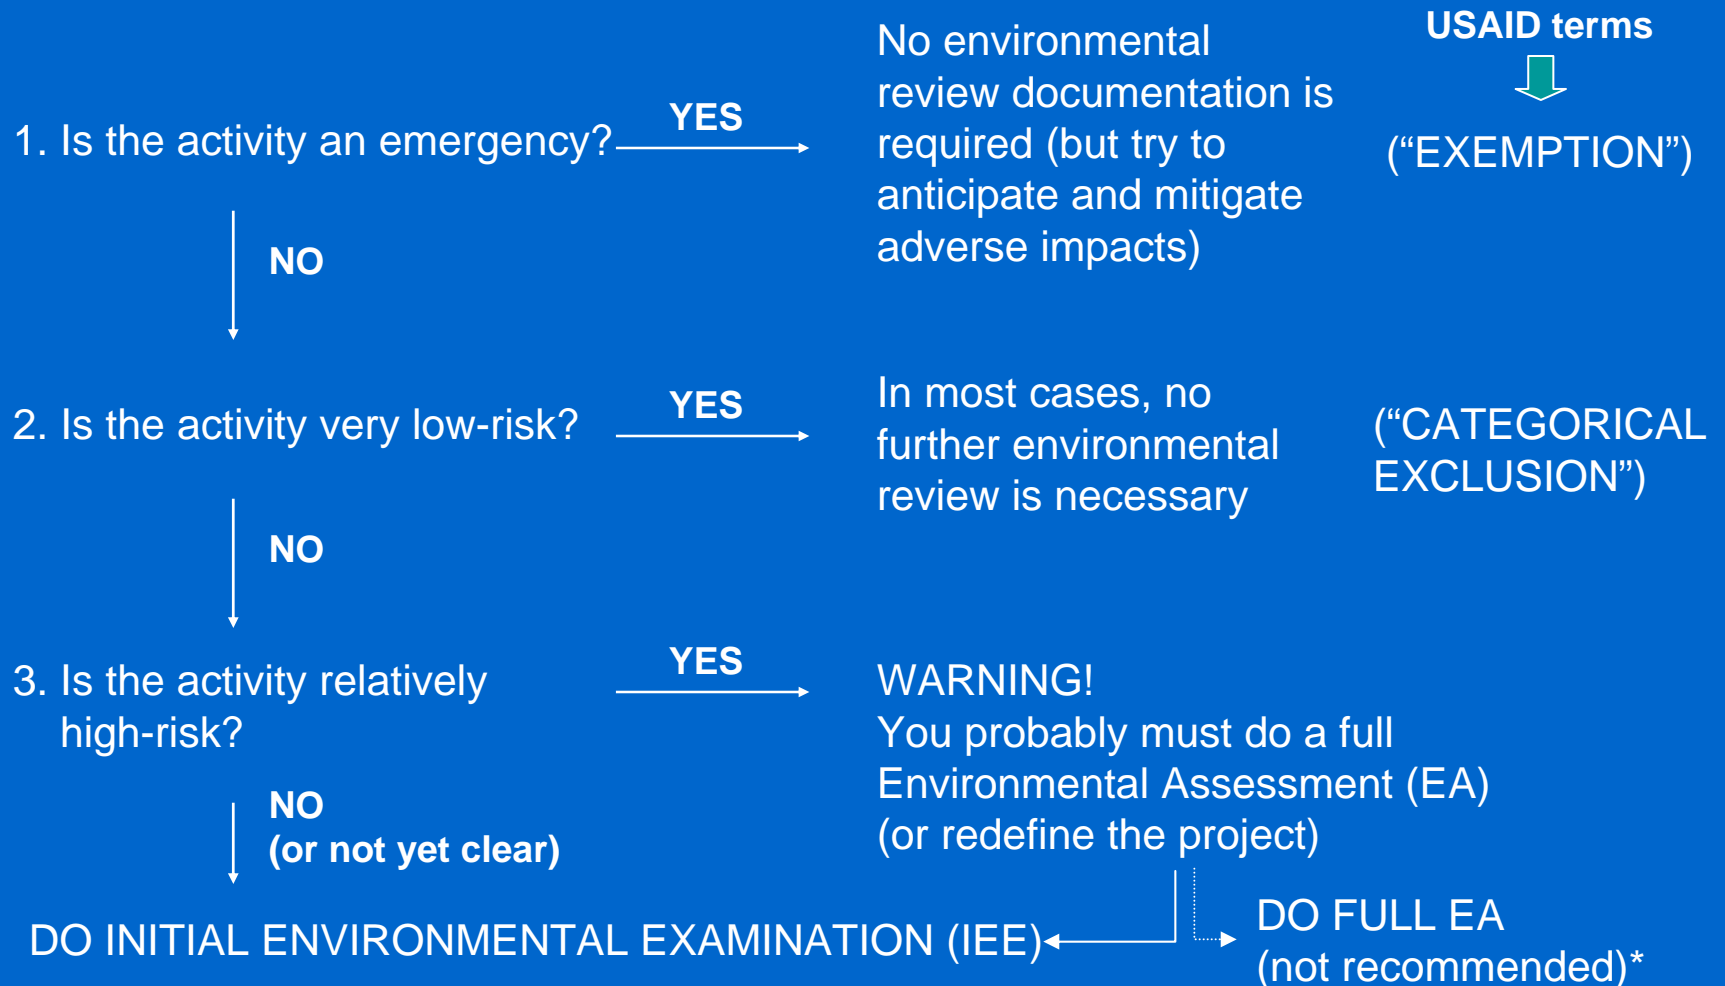 USAID terms
1. Is the activity an emergency?
YES
No environmental
review documentation is
required (but try to
anticipate and mitigate
adverse impacts)
(“EXEMPTION”)
NO
2. Is the activity very low-risk?
YES
In most cases, no
further environmental
review is necessary
(“CATEGORICAL
EXCLUSION”)
NO
3. Is the activity relatively
high-risk?
YES
WARNING!
You probably must do a full
Environmental Assessment (EA)
(or redefine the project)
NO
(or not yet clear)
DO INITIAL ENVIRONMENTAL EXAMINATION (IEE)
DO FULL EA
(not recommended)*